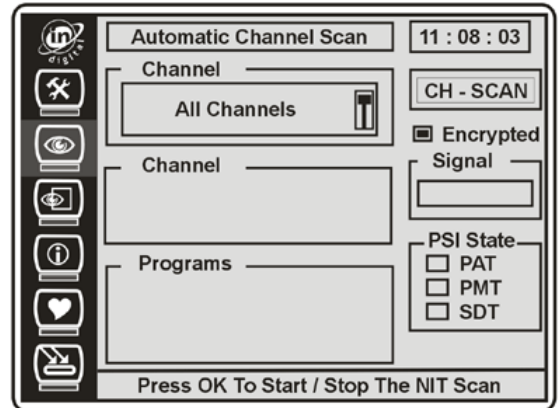 in
digital
Automatic Channel Scan
11 : 08 : 03
Channel
All Channels
CH - SCAN
Encrypted
Channel
Signal
Programs
PSI State
PAT
PMT
SDT
Press OK To Start / Stop The NIT Scan